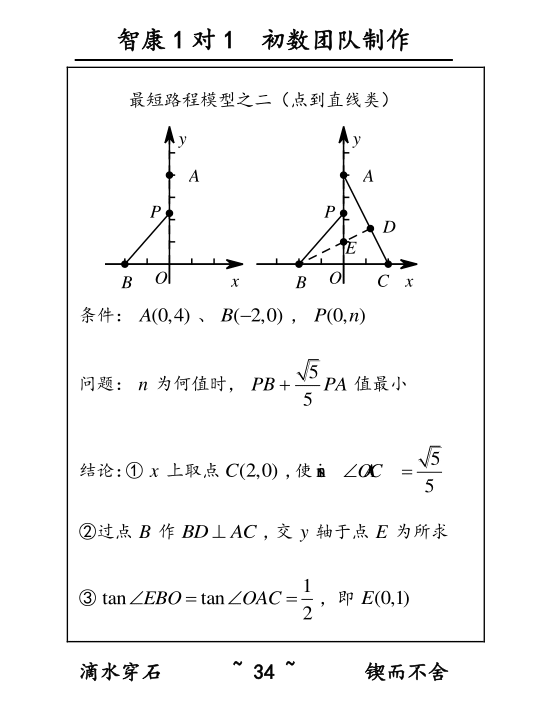 智康 1 对 1 初数团队制作
最短路程模型之二（点到直线类）
y y
A A
P P D
E
B O x B O C x
条件： A(0,4) 、 B(−2,0) ， P(0,n)
问题： n 为何值时， PB + √5/5 PA 值最小
结论：① x 上取点 C(2,0) ，使 sin ∠OAC = √5/5
②过点 B 作 BD ⊥ AC ，交 y 轴于点 E 为所求
③ tan ∠EBO = tan ∠OAC = 1/2 ，即 E(0,1)
滴水穿石 ~ 34 ~ 锲而不舍